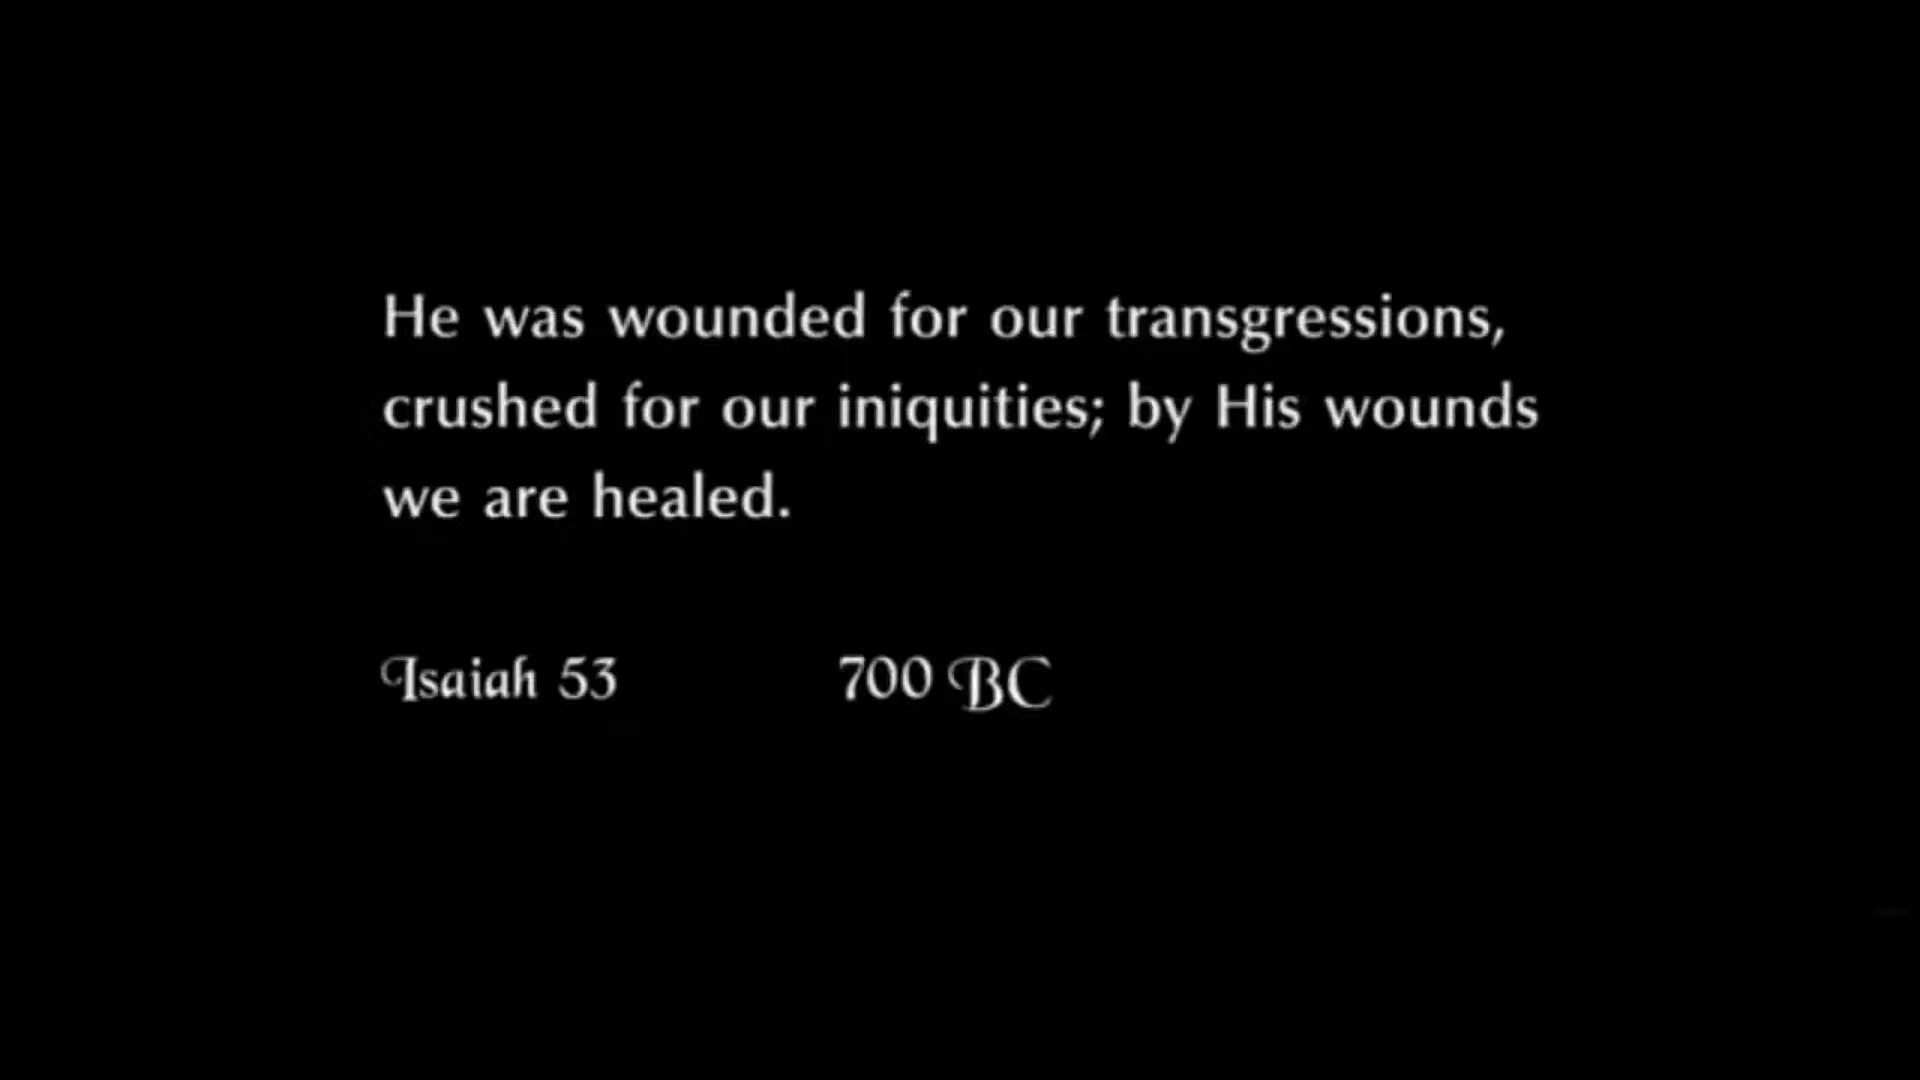 He was wounded for our transgressions,
crushed for our iniquities; by His wounds
we are healed.
Isaiah 53 700 BC